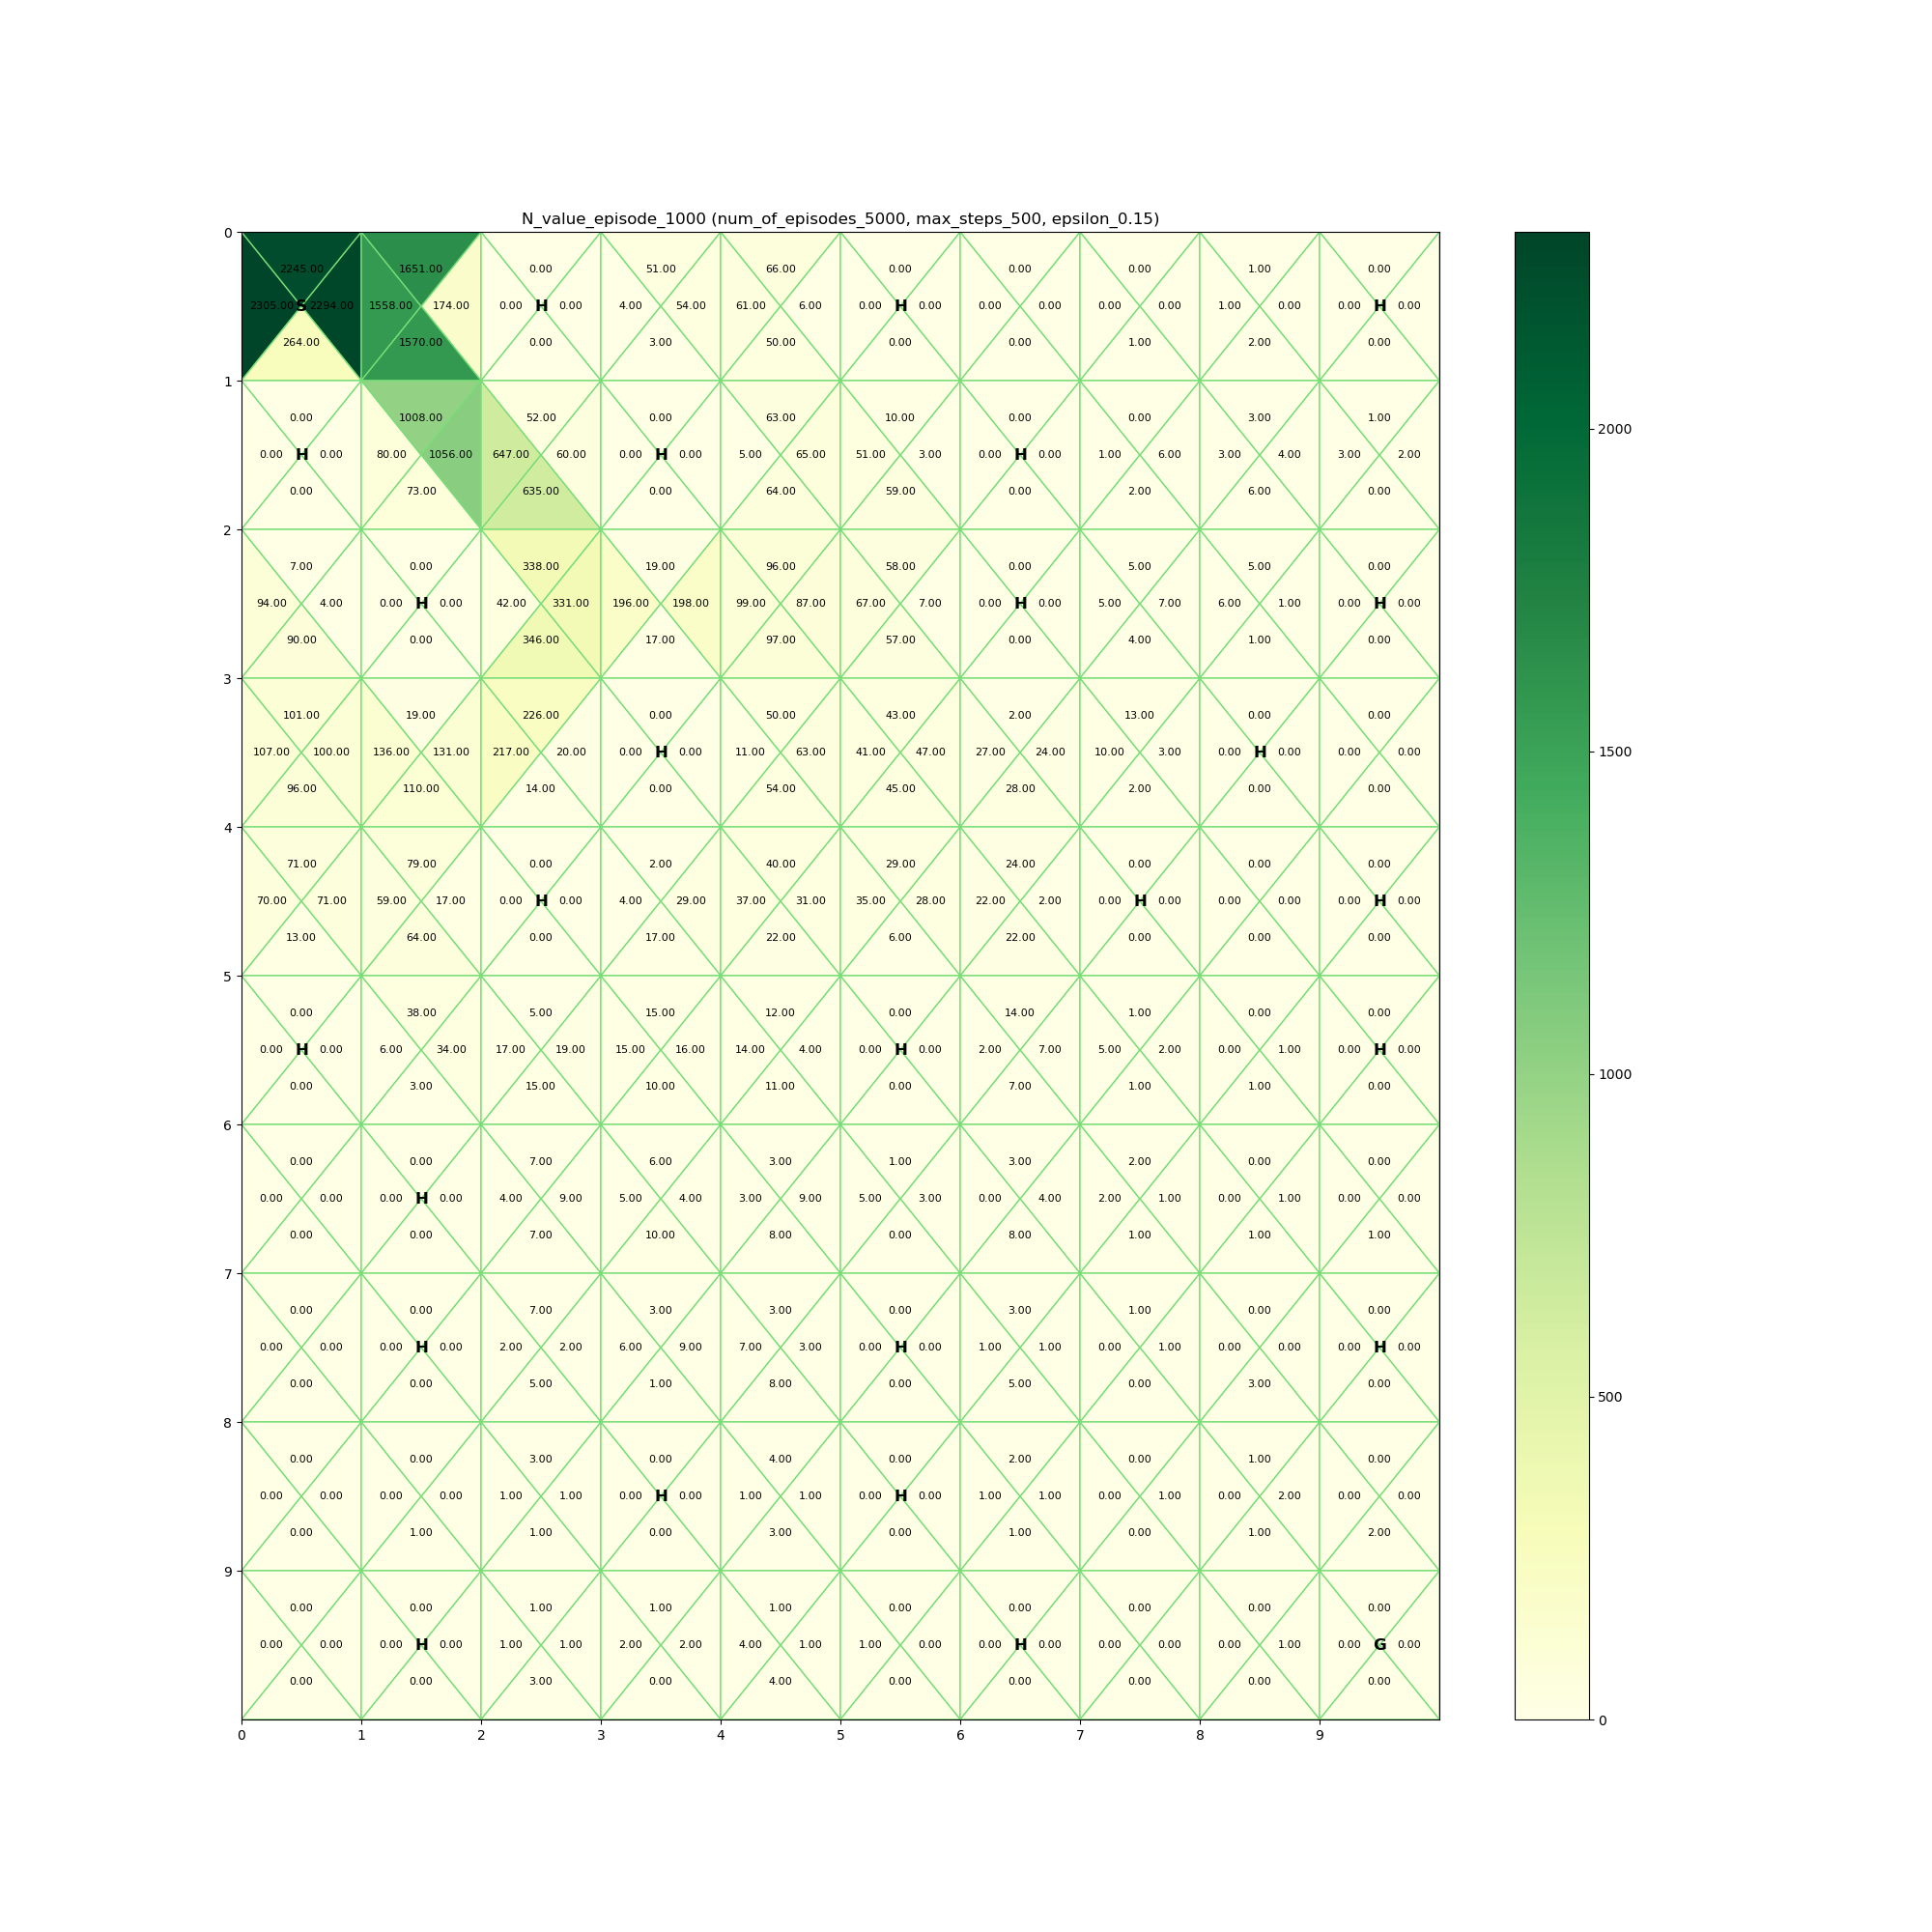 N_value_episode_1000 (num_of_episodes_5000, max_steps_500, epsilon_0.15)
0
2245.00 1651.00 0.00 51.00 66.00 0.00 0.00 0.00 1.00 0.00
2305.00 S 2294.00 1558.00 174.00 0.00 H 0.00 4.00 54.00 61.00 6.00 0.00 H 0.00 0.00 0.00 0.00 0.00 1.00 0.00 0.00 H 0.00
264.00 1570.00 0.00 3.00 50.00 0.00 0.00 1.00 2.00 0.00
1
0.00 1008.00 52.00 0.00 63.00 10.00 0.00 0.00 3.00 1.00
0.00 H 0.00 80.00 1056.00 647.00 60.00 0.00 H 0.00 5.00 65.00 51.00 3.00 0.00 H 0.00 1.00 6.00 3.00 4.00 3.00 2.00
0.00 73.00 635.00 0.00 64.00 59.00 0.00 2.00 6.00 0.00
2000
2
7.00 0.00 338.00 19.00 96.00 58.00 0.00 5.00 5.00 0.00
94.00 4.00 0.00 H 0.00 42.00 331.00 196.00 198.00 99.00 87.00 67.00 7.00 0.00 H 0.00 5.00 7.00 6.00 1.00 0.00 H 0.00
90.00 0.00 346.00 17.00 97.00 57.00 0.00 4.00 1.00 0.00
3
101.00 19.00 226.00 0.00 50.00 43.00 2.00 13.00 0.00 0.00
107.00 100.00 136.00 131.00 217.00 20.00 0.00 H 0.00 11.00 63.00 41.00 47.00 27.00 24.00 10.00 3.00 0.00 H 0.00 0.00 0.00
1500
96.00 110.00 14.00 0.00 54.00 45.00 28.00 2.00 0.00 0.00
4
71.00 79.00 0.00 2.00 40.00 29.00 24.00 0.00 0.00 0.00
70.00 71.00 59.00 17.00 0.00 H 0.00 4.00 29.00 37.00 31.00 35.00 28.00 22.00 2.00 0.00 H 0.00 0.00 0.00 0.00 H 0.00
13.00 64.00 0.00 17.00 22.00 6.00 22.00 0.00 0.00 0.00
5
0.00 38.00 5.00 15.00 12.00 0.00 14.00 1.00 0.00 0.00
0.00 H 0.00 6.00 34.00 17.00 19.00 15.00 16.00 14.00 4.00 0.00 H 0.00 2.00 7.00 5.00 2.00 0.00 1.00 0.00 H 0.00
1000
0.00 3.00 15.00 10.00 11.00 0.00 7.00 1.00 1.00 0.00
6
0.00 0.00 7.00 6.00 3.00 1.00 3.00 2.00 0.00 0.00
0.00 0.00 0.00 H 0.00 4.00 9.00 5.00 4.00 3.00 9.00 5.00 3.00 0.00 4.00 2.00 1.00 0.00 1.00 0.00 0.00
0.00 0.00 7.00 10.00 8.00 0.00 8.00 1.00 1.00 1.00
7
0.00 0.00 7.00 3.00 3.00 0.00 3.00 1.00 0.00 0.00
0.00 0.00 0.00 H 0.00 2.00 2.00 6.00 9.00 7.00 3.00 0.00 H 0.00 1.00 1.00 0.00 1.00 0.00 0.00 0.00 H 0.00
0.00 0.00 5.00 1.00 8.00 0.00 5.00 0.00 3.00 0.00
500
8
0.00 0.00 3.00 0.00 4.00 0.00 2.00 0.00 1.00 0.00
0.00 0.00 0.00 0.00 1.00 1.00 0.00 H 0.00 1.00 1.00 0.00 H 0.00 1.00 1.00 0.00 1.00 0.00 2.00 0.00 0.00
0.00 1.00 1.00 0.00 3.00 0.00 1.00 0.00 1.00 2.00
9
0.00 0.00 1.00 1.00 1.00 0.00 0.00 0.00 0.00 0.00
0.00 0.00 0.00 H 0.00 1.00 1.00 2.00 2.00 4.00 1.00 1.00 0.00 0.00 H 0.00 0.00 0.00 0.00 1.00 0.00 G 0.00
0.00 0.00 3.00 0.00 4.00 0.00 0.00 0.00 0.00 0.00
0
0 1 2 3 4 5 6 7 8 9